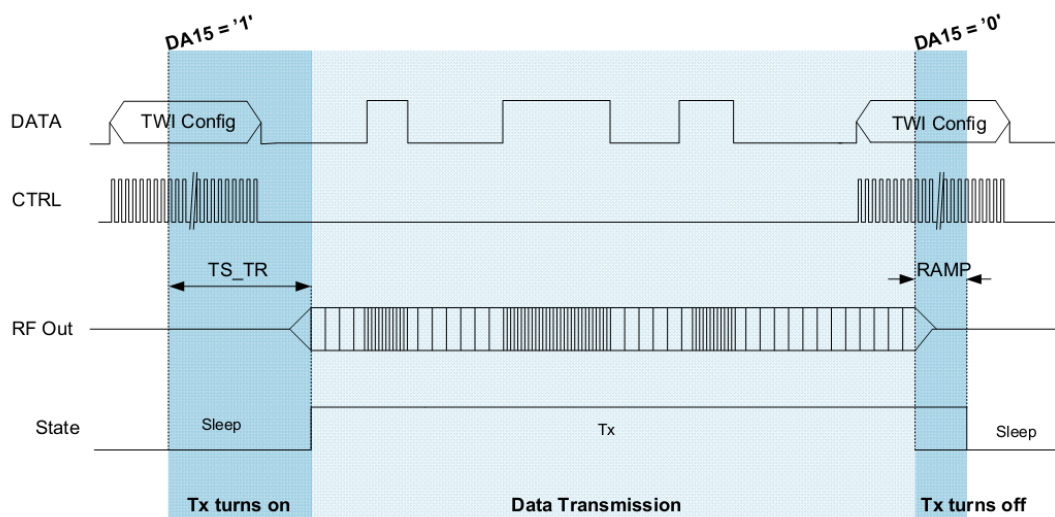 DA15 = ’1'
DA15 = ’0'
DATA
TWI Config
TWI Config
CTRL
TS_TR
RAMP
RF Out
State
Sleep
Tx
Sleep
Tx turns on
Data Transmission
Tx turns off